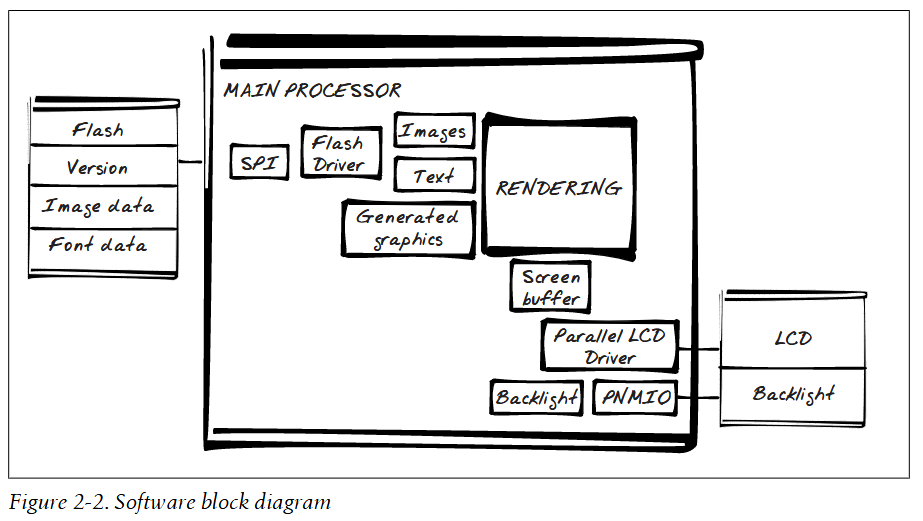 MAIN PROCESSOR
Flash
Version
Image data
Font data
SPI
Flash
Driver
Images
Text
Generated
graphics
RENDERING
Screen
buffer
Parallel LCD
Driver
Backlight
PNMIO
LCD
Backlight
Figure 2-2. Software block diagram